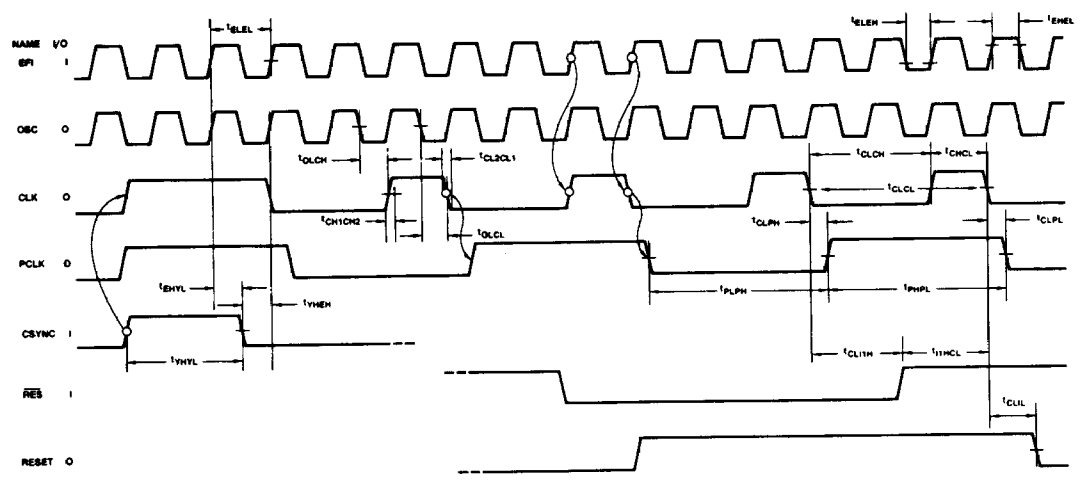 tELEL
tELEH
tEHEL
NAME I/O
EFI I
OSC O
tOLCH
tCL2CL1
tCLCH
tCHCL
CLK O
tCLCL
tCH1CH2
tOLCL
tCLPH
tCLPL
PCLK O
tEHYL
tYHEH
tPLPH
tPHPL
CSYNC I
tYHYL
tCLI1H
tI1HCL
RES I
tCLIL
RESET O